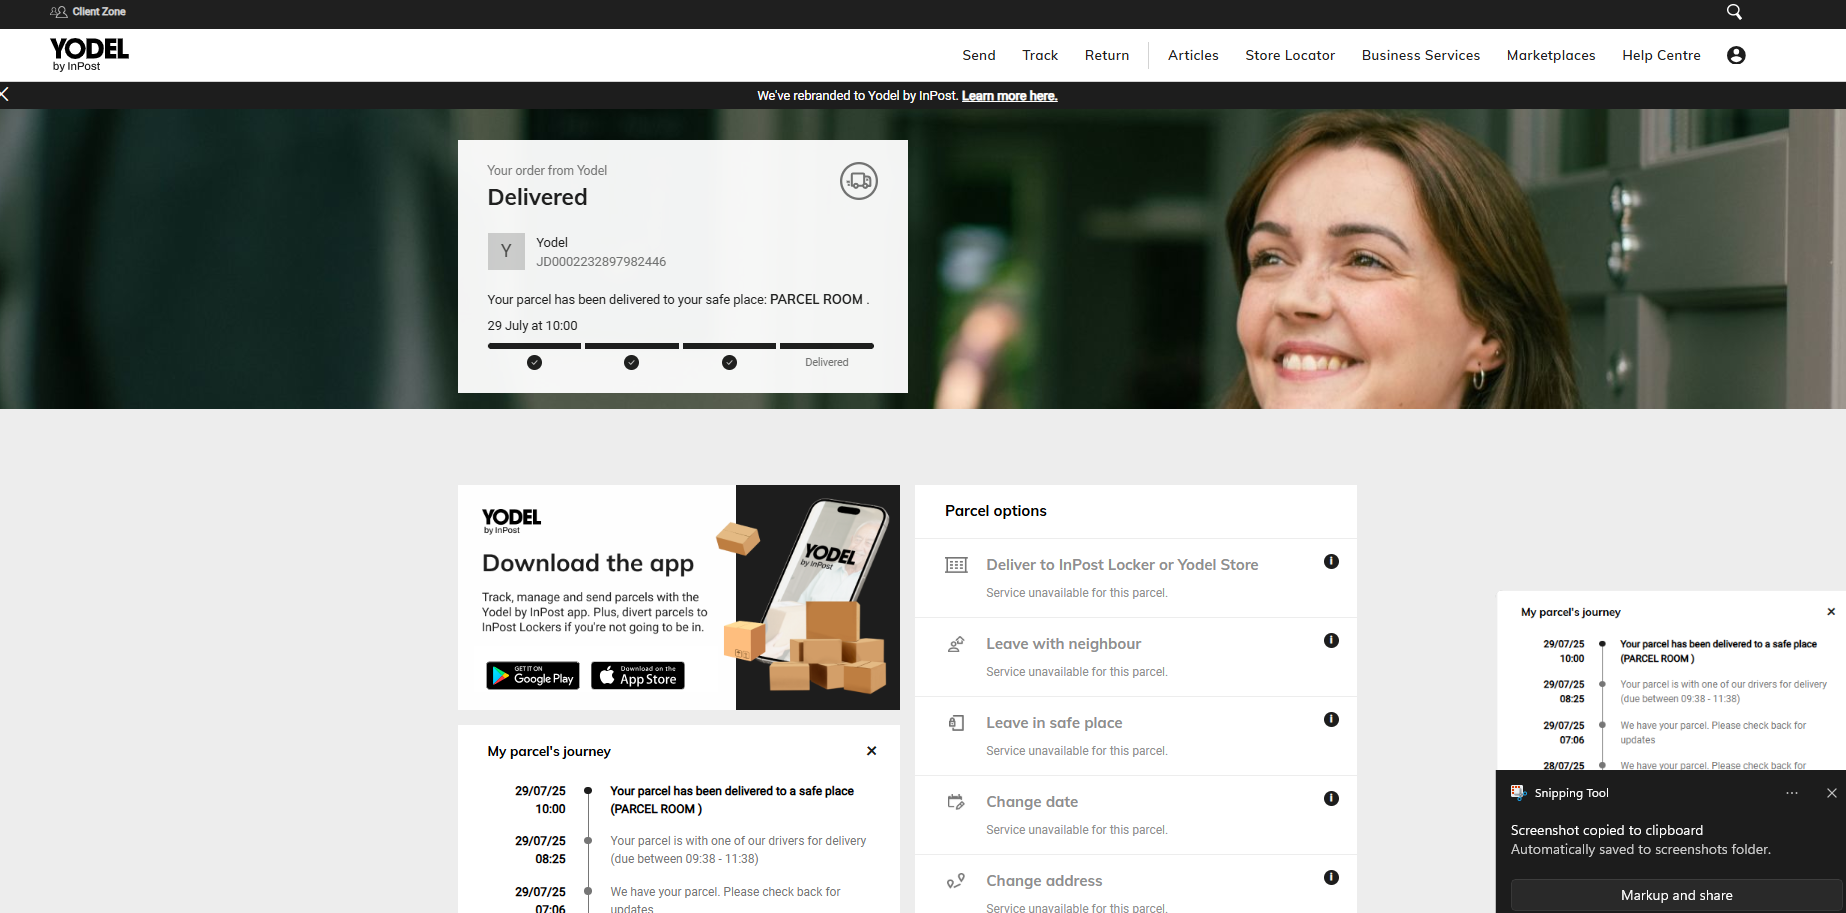 Client Zone
YODEL
by InPost
Send Track Return Articles Store Locator Business Services Marketplaces Help Centre
We've rebranded to Yodel by InPost. Learn more here.
Your order from Yodel
Delivered
Y
Yodel
JD0002232897982446
Your parcel has been delivered to your safe place: PARCEL ROOM .
29 July at 10:00
Delivered
YODEL
by InPost
Download the app
Track, manage and send parcels with the
Yodel by InPost app. Plus, divert parcels to
InPost Lockers if you're not going to be in.
GET IT ON
Google Play
Download on the
App Store
YODEL
by InPost
My parcel's journey
29/07/25
10:00
Your parcel has been delivered to a safe place
(PARCEL ROOM )
29/07/25
08:25
Your parcel is with one of our drivers for delivery
(due between 09:38 - 11:38)
29/07/25
07:06
We have your parcel. Please check back for
updates
Parcel options
Deliver to InPost Locker or Yodel Store
Service unavailable for this parcel.
Leave with neighbour
Service unavailable for this parcel.
Leave in safe place
Service unavailable for this parcel.
Change date
Service unavailable for this parcel.
Change address
Service unavailable for this parcel.
My parcel's journey
29/07/25
10:00
Your parcel has been delivered to a safe place
(PARCEL ROOM )
29/07/25
08:25
Your parcel is with one of our drivers for delivery
(due between 09:38 - 11:38)
29/07/25
07:06
We have your parcel. Please check back for
updates
28/07/25
We have your parcel. Please check back for
Snipping Tool
Screenshot copied to clipboard
Automatically saved to screenshots folder.
Markup and share